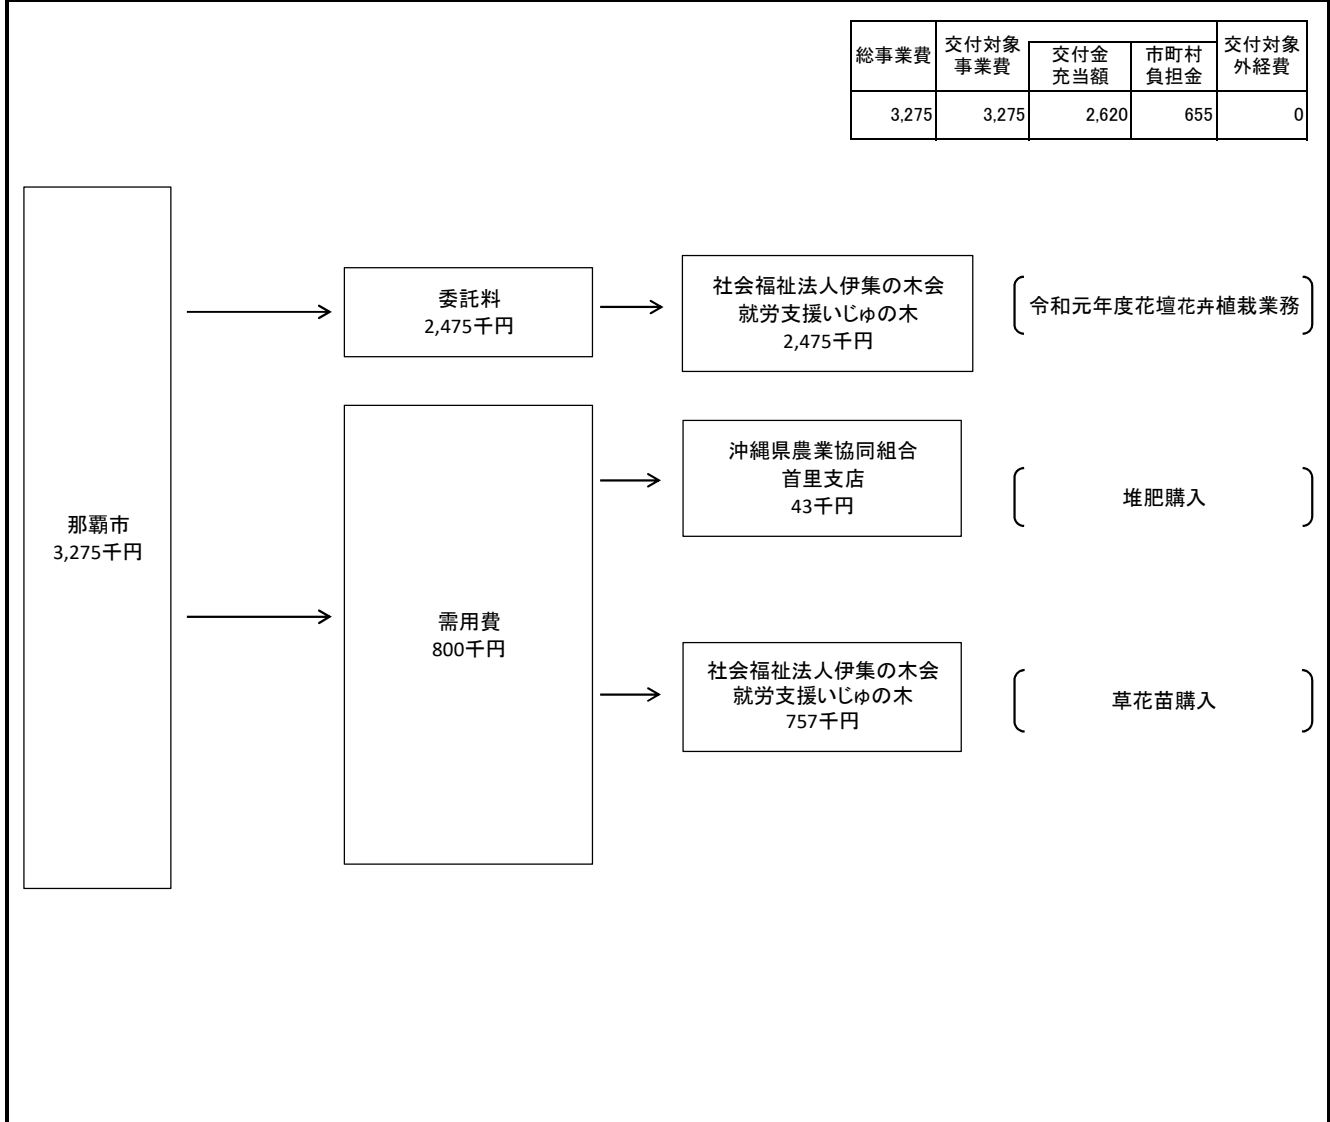 総事業費
交付対象
事業費
交付金
充当額
市町村
負担金
交付対象
外経費
3,275
3,275
2,620
655
0
那覇市
3,275千円
委託料
2,475千円
社会福祉法人伊集の木会
就労支援いじゅの木
2,475千円
令和元年度花壇花卉植栽業務
需用費
800千円
沖縄県農業協同組合
首里支店
43千円
堆肥購入
社会福祉法人伊集の木会
就労支援いじゅの木
757千円
草花苗購入